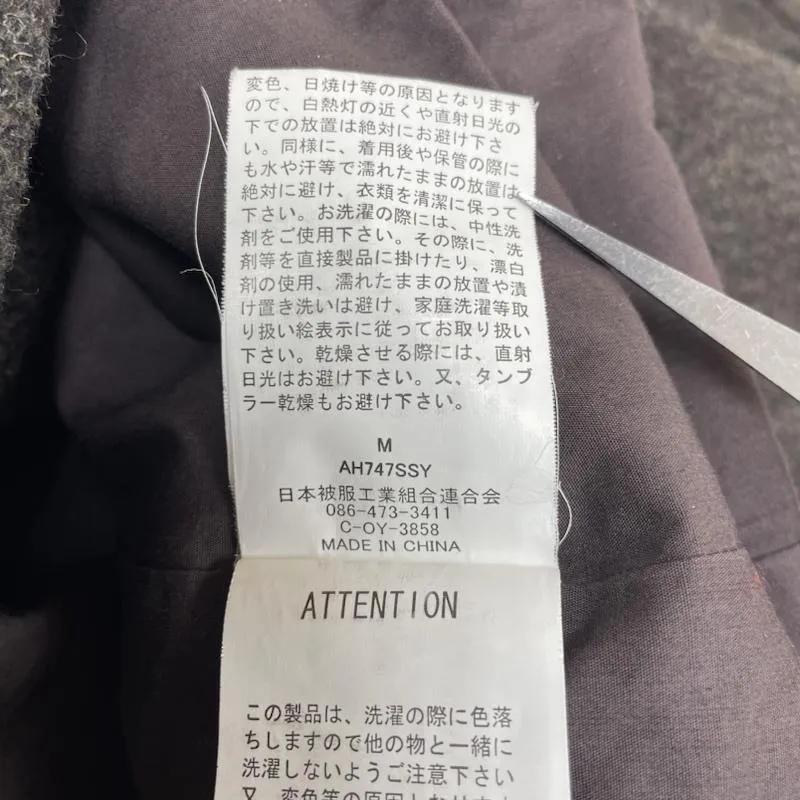 変色、日焼け等の原因となります
ので、白熱灯の近くや直射日光の
下での放置は絶対にお避け下さ
い。同様に、着用後や保管の際に
も水や汗等で濡れたままの放置は
絶対に避け、衣類を清潔に保って
下さい。お洗濯の際には、中性洗
剤をご使用下さい。その際に、洗
剤等を直接製品に掛けたり、漂白
剤の使用、濡れたままの放置や漬
け置き洗いは避け、家庭洗濯等取
り扱い絵表示に従ってお取り扱い
下さい。乾燥させる際には、直射
日光はお避け下さい。又、タンブ
ラー乾燥もお避け下さい。
M
AH747SSY
日本被服工業組合連合会
086-473-3411
C-OY-3858
MADE IN CHINA
ATTENTION
この製品は、洗濯の際に色落
ちしますので他の物と一緒に
洗濯しないようご注意下さい
又、変色等の原因となります